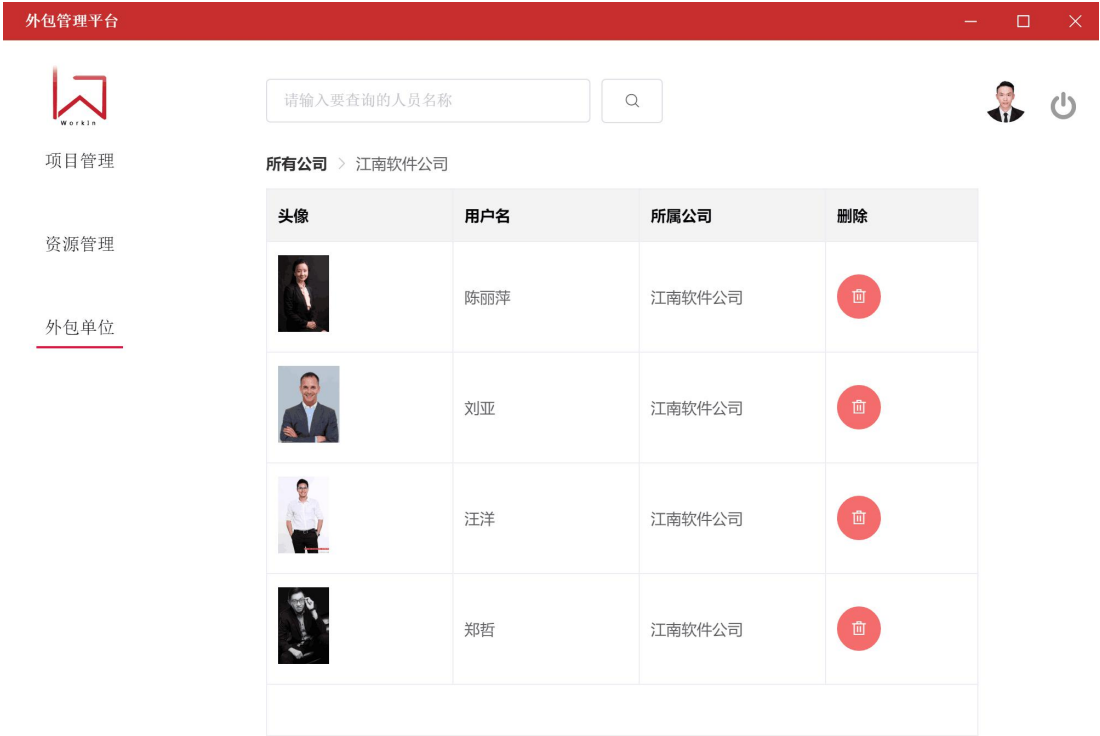 外包管理平台
WorkIn
请输入要查询的人员名称
项目管理
所有公司 > 江南软件公司
头像 用户名 所属公司 删除
资源管理
陈丽萍 江南软件公司
外包单位
刘亚 江南软件公司
汪洋 江南软件公司
郑哲 江南软件公司